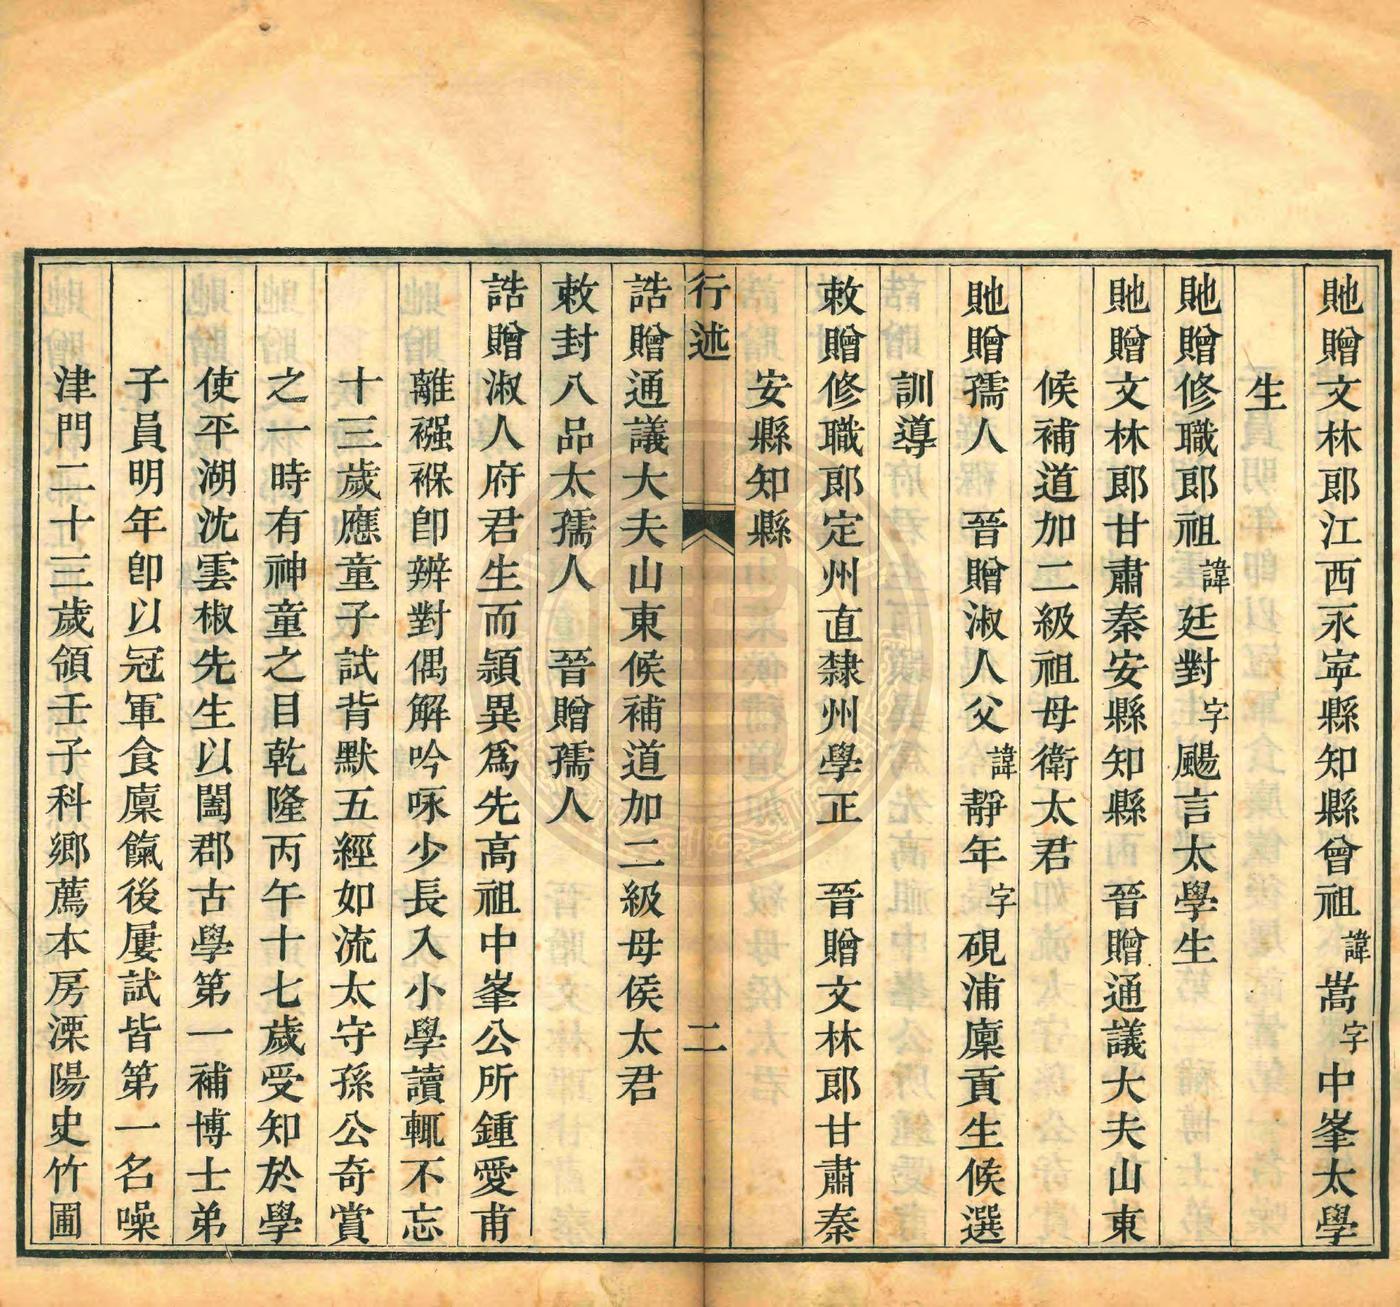 貤贈文林郎江西永寧縣知縣曾祖諱嵩字中峯太學
生
貤贈修職郎祖諱廷對字颺言太學生
貤贈文林郎甘肅秦安縣知縣 晉贈通議大夫山東
候補道加二級祖母衛太君
貤贈孺人 晉贈淑人父諱靜年字硯浦廩貢生候選
訓導
敕贈修職郎定州直隸州學正 晉贈文林郎甘肅秦
安縣知縣
行述 二
誥贈通議大夫山東候補道加二級母侯太君
敕封八品太孺人 晉贈孺人
誥贈淑人府君生而頴異爲先高祖中峯公所鍾愛甫
離襁褓卽辨對偶解吟咏少長入小學讀輒不忘
十三歲應童子試背默五經如流太守孫公奇賞
之一時有神童之目乾隆丙午十七歲受知於學
使平湖沈雲椒先生以闔郡古學第一補博士弟
子員明年卽以冠軍食廩餼後屢試皆第一名噪
津門二十三歲領壬子科鄉薦本房溧陽史竹圃